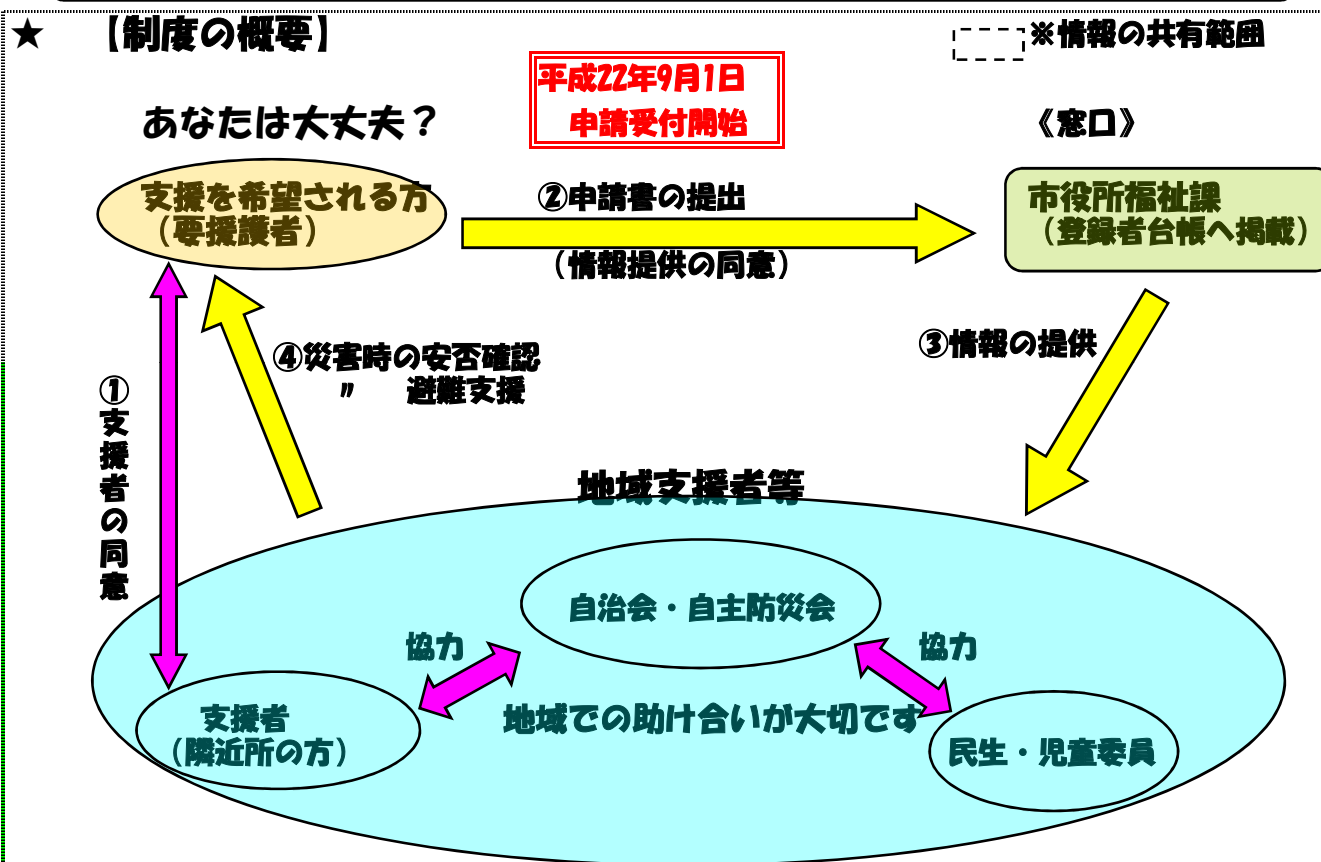 ★ 【制度の概要】
※情報の共有範囲
平成22年9月1日
申請受付開始
あなたは大丈夫？
《窓口》
支援を希望される方
（要援護者）
②申請書の提出
（情報提供の同意）
市役所福祉課
（登録者台帳へ掲載）
④災害時の安否確認
〃 避難支援
③情報の提供
①支援者の同意
地域支援者等
自治会・自主防災会
協力
協力
支援者
（隣近所の方）
地域での助け合いが大切です
民生・児童委員